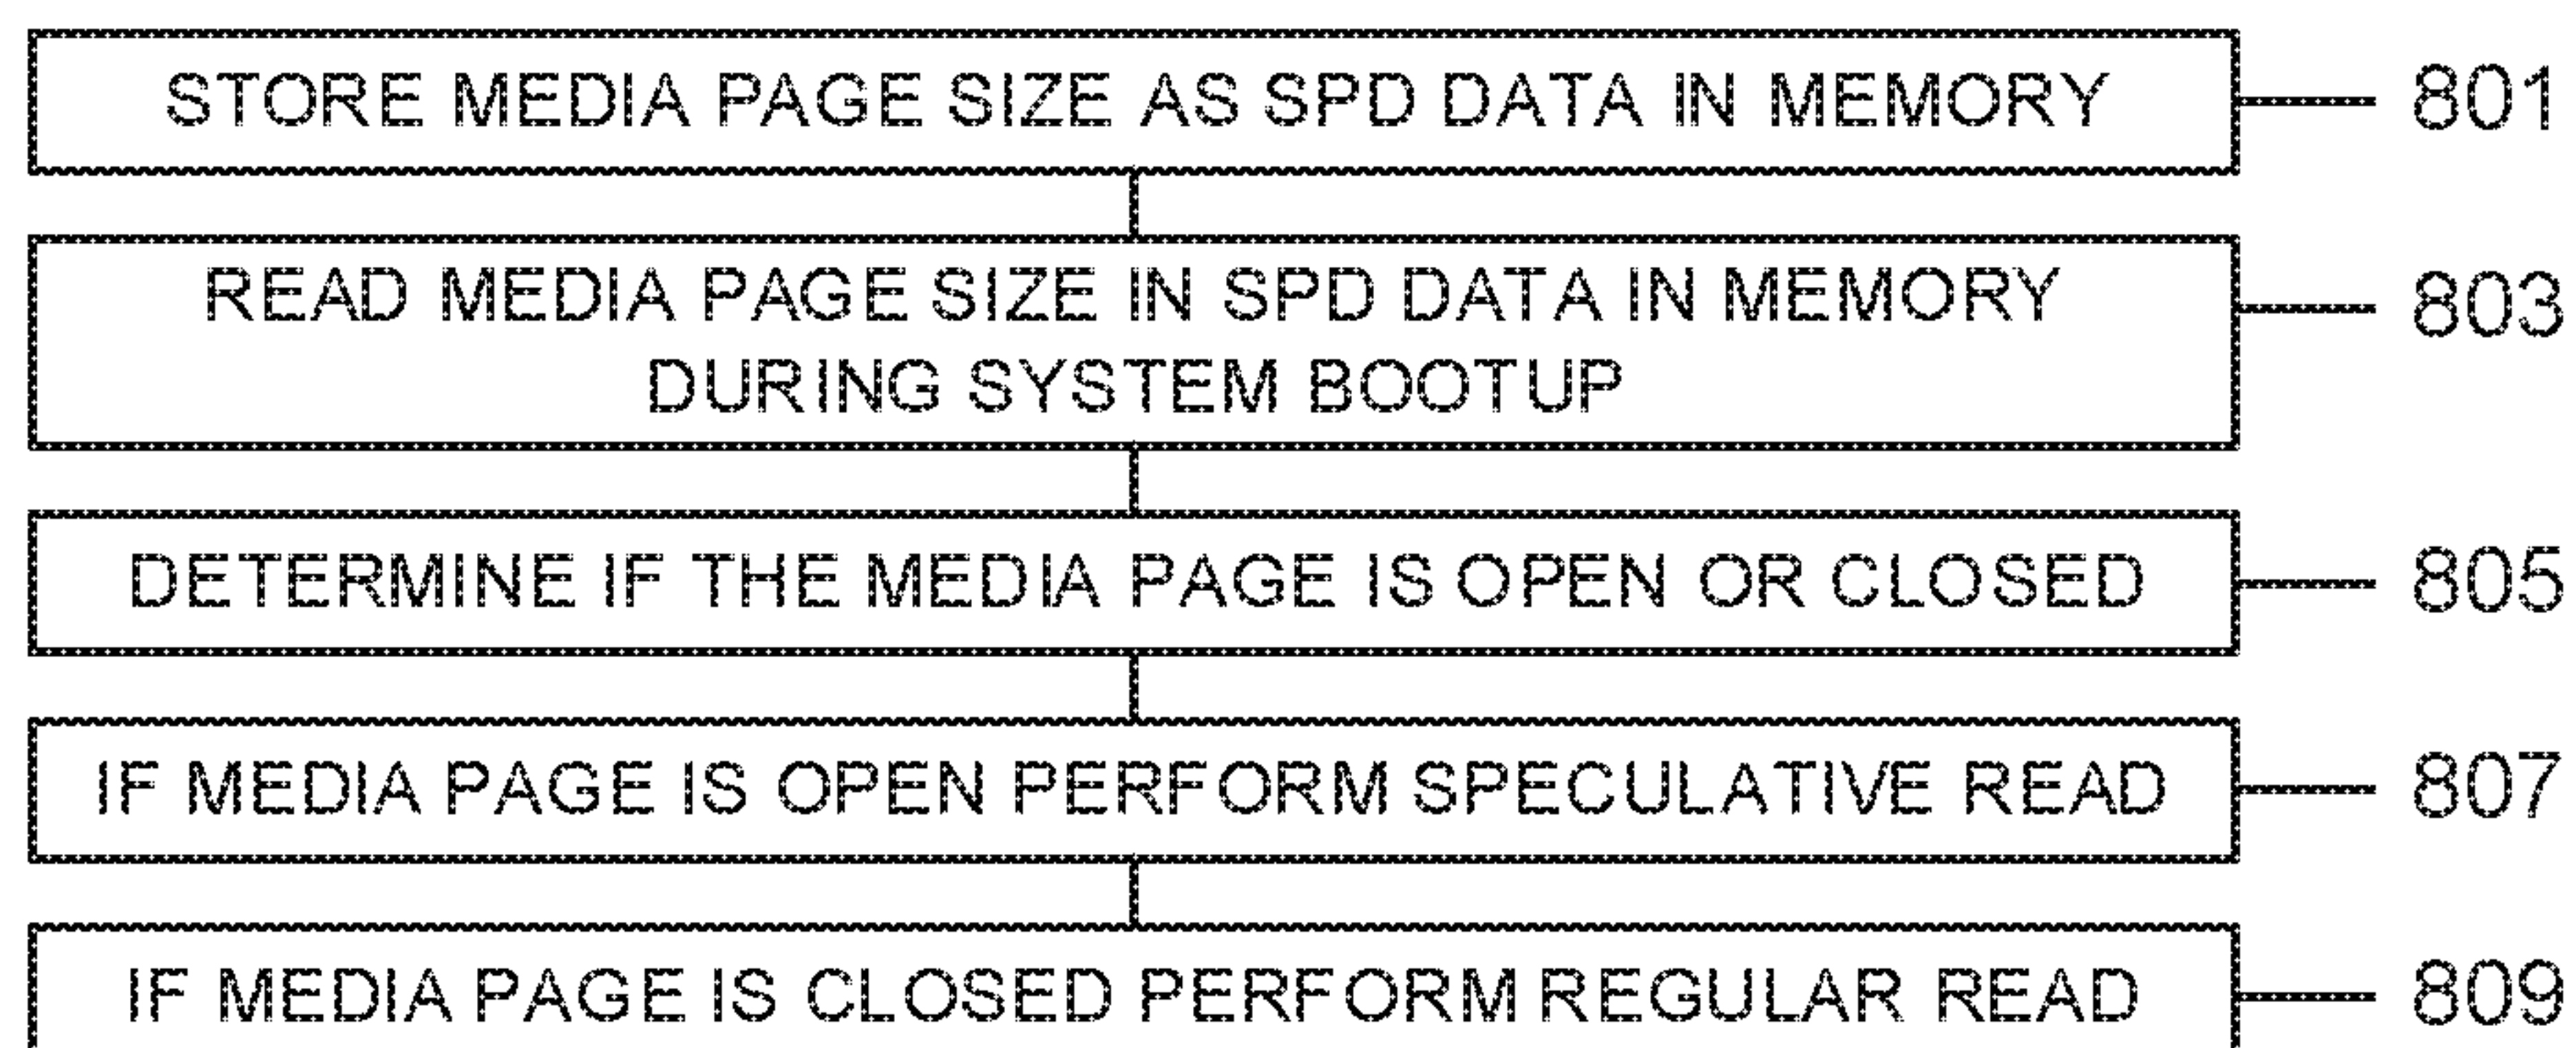 STORE MEDIA PAGE SIZE AS SPD DATA IN MEMORY 801
READ MEDIA PAGE SIZE IN SPD DATA IN MEMORY 803
DURING SYSTEM BOOTUP
DETERMINE IF THE MEDIA PAGE IS OPEN OR CLOSED 805
IF MEDIA PAGE IS OPEN PERFORM SPECULATIVE READ 807
IF MEDIA PAGE IS CLOSED PERFORM REGULAR READ 809